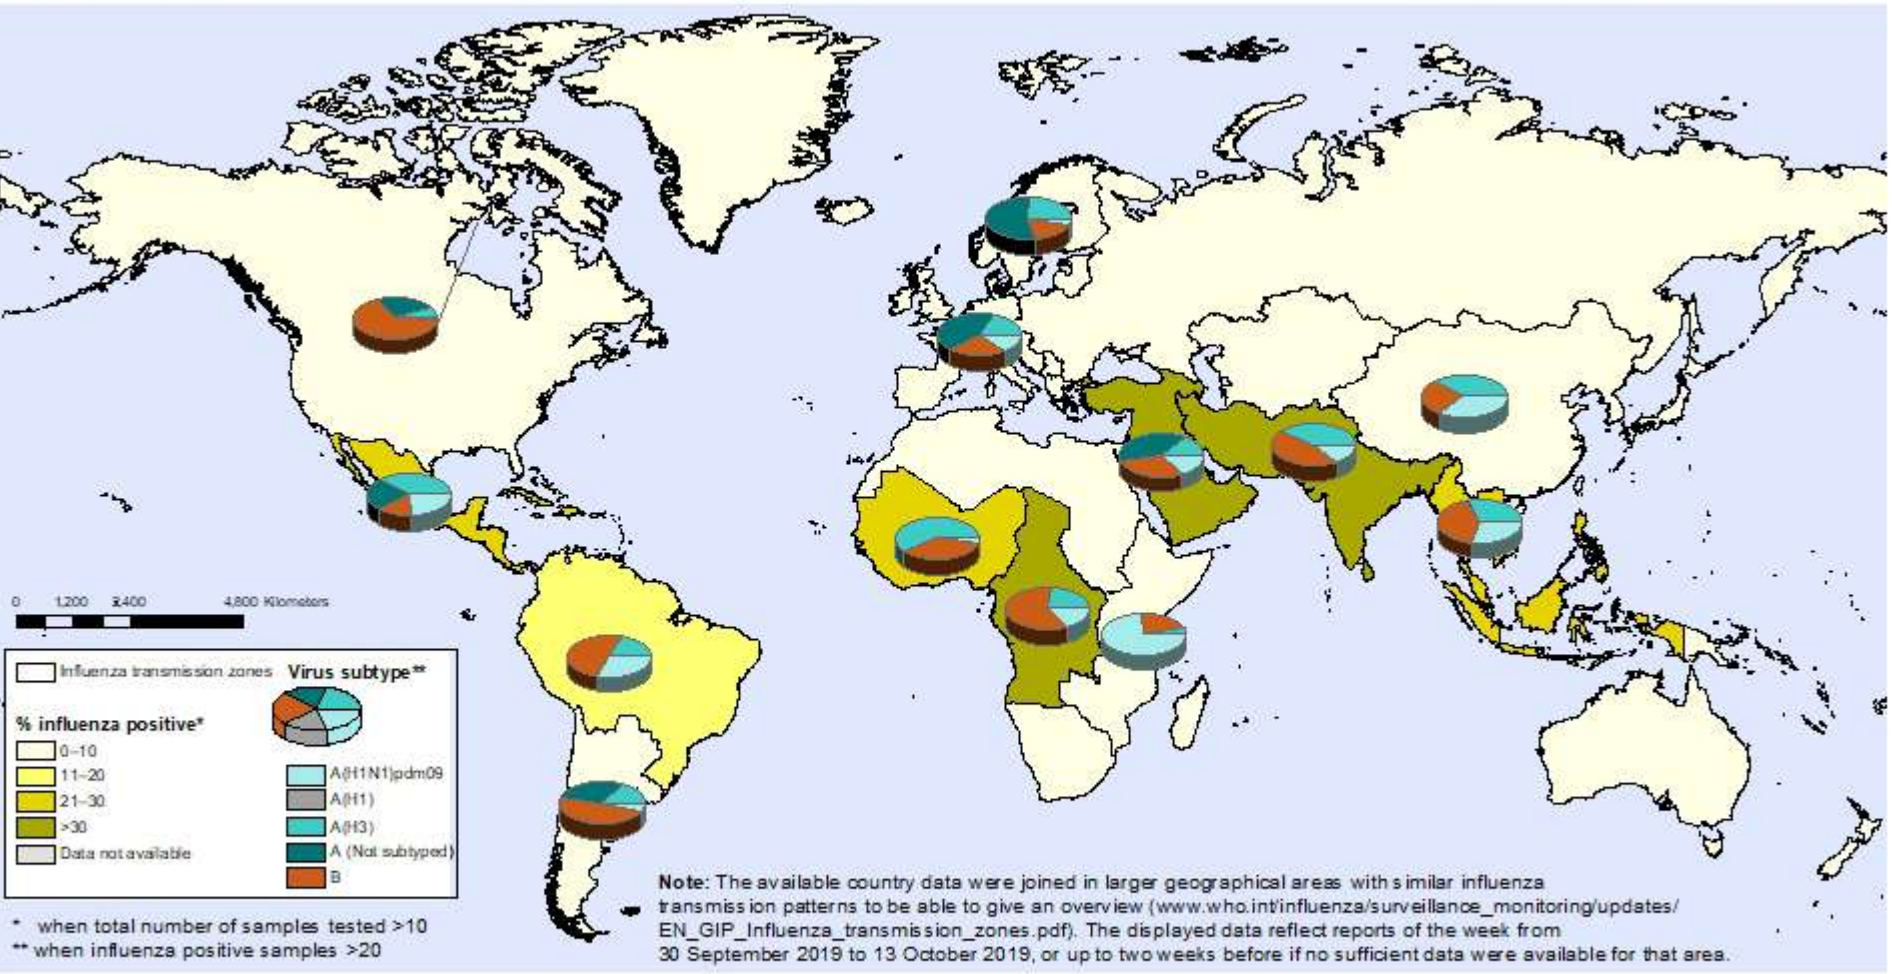 0 1,200 2,400 4,800 Kilometers
Influenza transmission zones
Virus subtype**
% influenza positive*
0–10
11–20
21–30
>30
Data not available
A(H1N1)pdm09
A(H1)
A(H3)
A (Not subtyped)
B
* when total number of samples tested >10
** when influenza positive samples >20
Note: The available country data were joined in larger geographical areas with similar influenza
transmission patterns to be able to give an overview (www.who.int/influenza/surveillance_monitoring/updates/
EN_GIP_Influenza_transmission_zones.pdf). The displayed data reflect reports of the week from
30 September 2019 to 13 October 2019, or up to two weeks before if no sufficient data were available for that area.